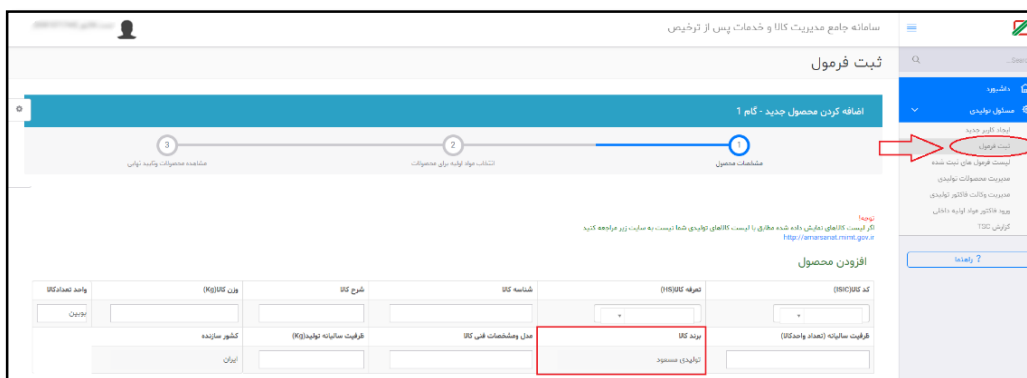 سامانه جامع مدیریت کالا و خدمات پس از ترخیص
ثبت فرمول
داشبورد
مسئول تولیدی
ایجاد کاربر جدید
ثبت فرمول
لیست فرمول های ثبت شده
مدیریت محصولات تولیدی
مدیریت وکالت فاکتور تولیدی
ورود فاکتور مواد اولیه داخلی
گزارش TSC
راهنما ?
اضافه کردن محصول جدید - گام 1
1
2
3
مشخصات محصول
انتخاب مواد اولیه برای محصولات
مشاهده محصولات وتایید نهایی
توجه!
اگر لیست کالاهای نمایش داده شده مطابق با لیست کالاهای تولیدی شما نیست به سایت زیر مراجعه کنید
http://amarsanat.mimt.gov.ir
افزودن محصول
کد کالا(ISIC) تعرفه کالا(HS) شناسه کالا شرح کالا وزن کالا(Kg) واحد تعدادکالا
بوبین
ظرفیت سالیانه (تعداد واحدکالا) برند کالا مدل ومشخصات فنی کالا ظرفیت سالیانه تولید(Kg) کشور سازنده
تولیدی مسعود ایران